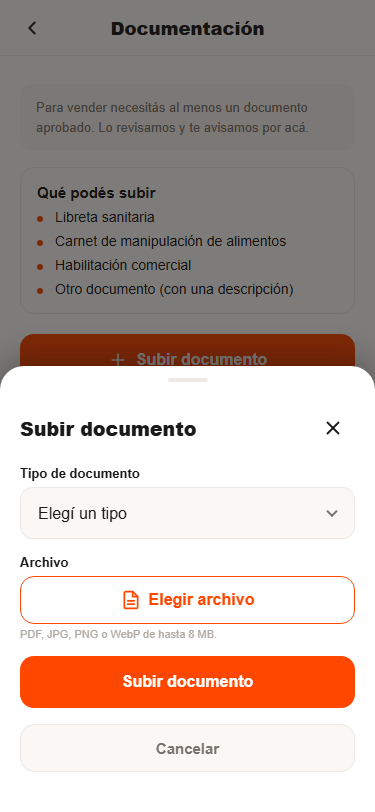 Documentación
Para vender necesitás al menos un documento
aprobado. Lo revisamos y te avisamos por acá.
Qué podés subir
Libreta sanitaria
Carnet de manipulación de alimentos
Habilitación comercial
Otro documento (con una descripción)
Subir documento
Subir documento
Tipo de documento
Elegí un tipo
Archivo
Elegir archivo
PDF, JPG, PNG o WebP de hasta 8 MB.
Subir documento
Cancelar